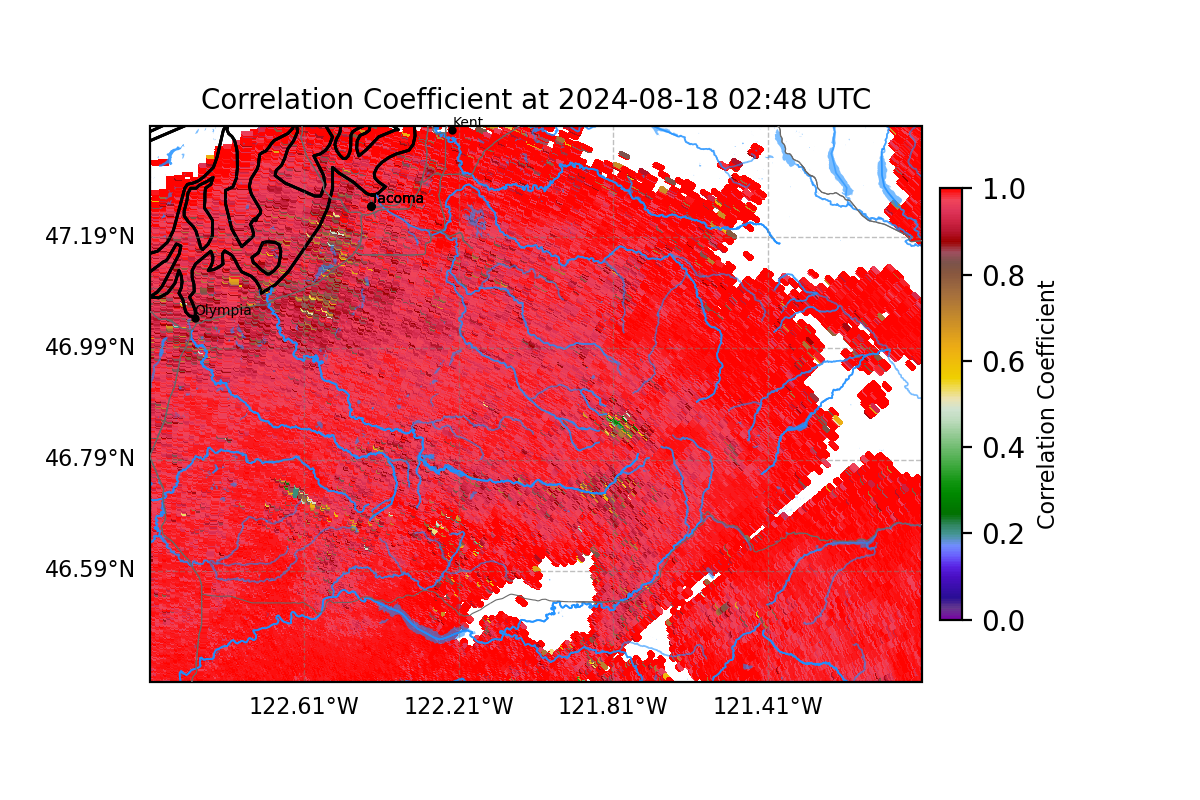 Correlation Coefficient at 2024-08-18 02:48 UTC
Kent
Tacoma
Olympia
47.19°N
46.99°N
46.79°N
46.59°N
122.61°W
122.21°W
121.81°W
121.41°W
1.0
0.8
0.6
0.4
0.2
0.0
Correlation Coefficient